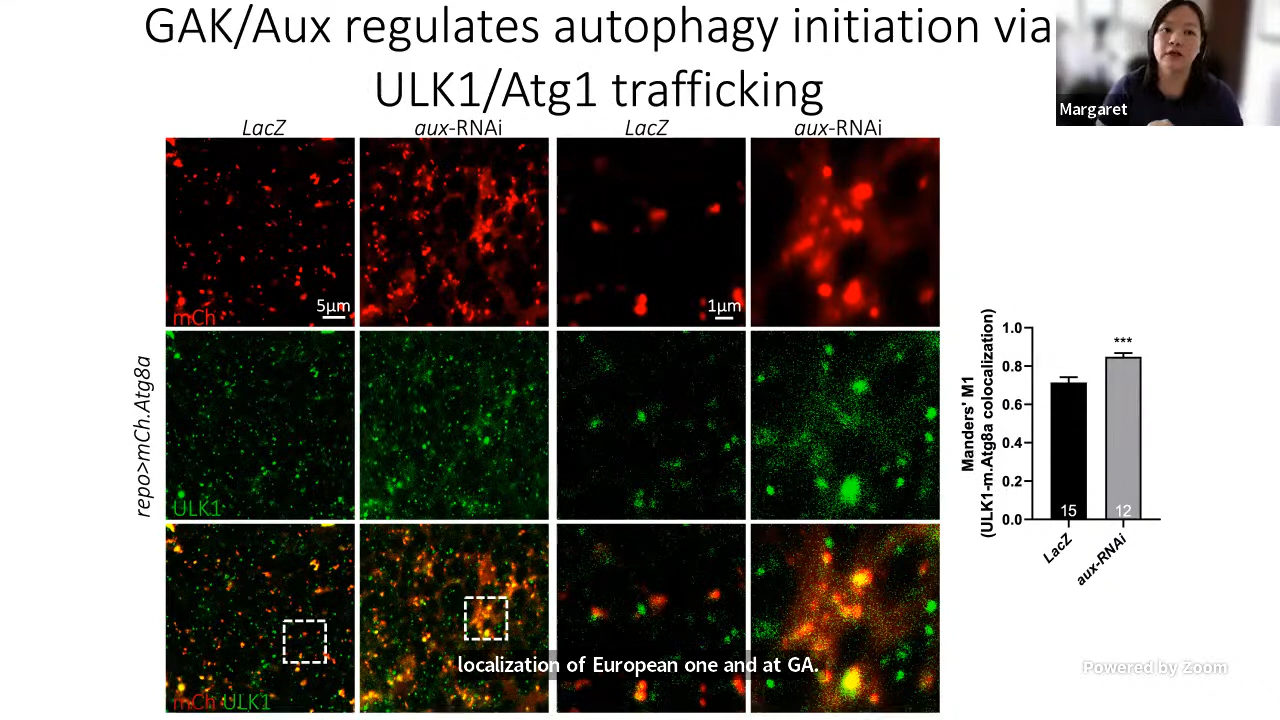 GAK/Aux regulates autophagy initiation via
ULK1/Atg1 trafficking
Margaret
LacZ
aux-RNAi
LacZ
aux-RNAi
repo>mCh.Atg8a
mCh
5μm
1μm
ULK1
mCh ULK1
Manders' M1
(ULK1-m.Atg8a colocalization)
1.0
0.8
0.6
0.4
0.2
0.0
***
15
12
LacZ
aux-RNAi
localization of European one and at GA.
Powered by Zoom